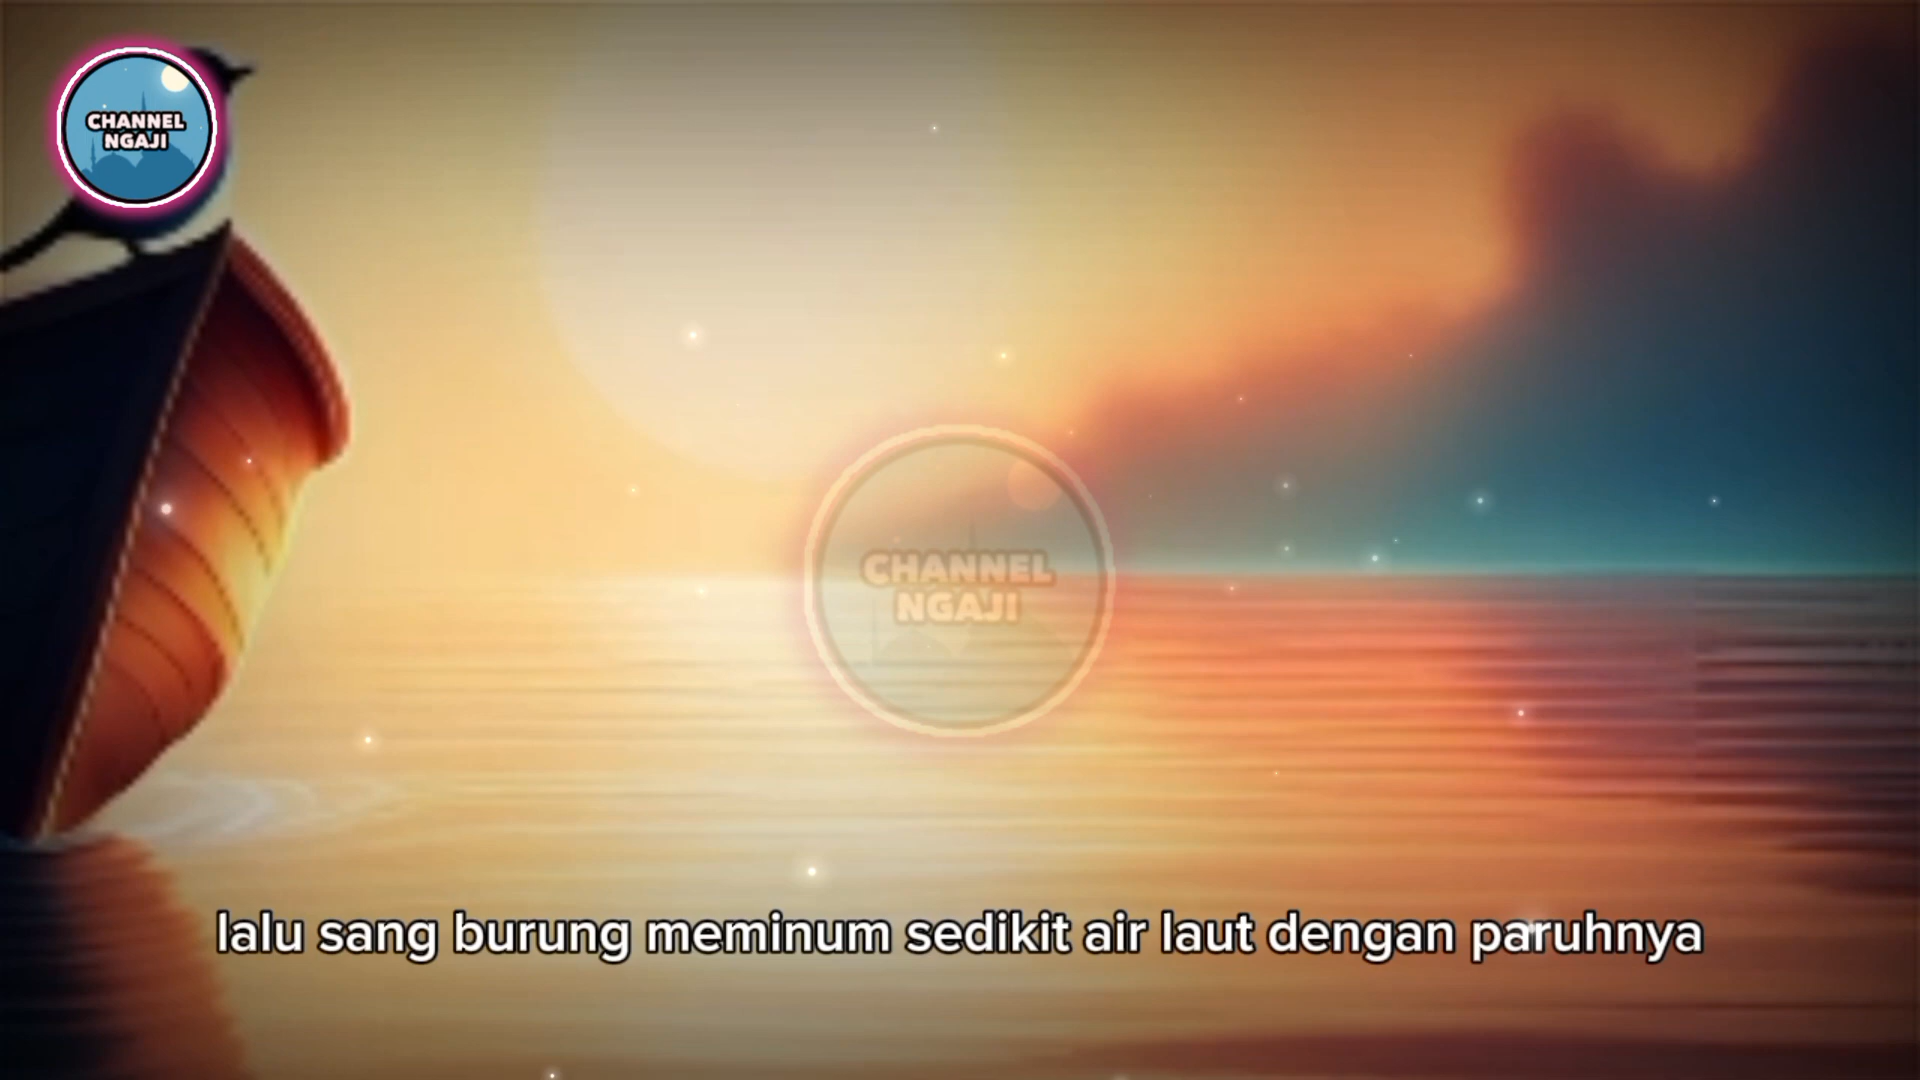 CHANNEL
NGAJI
CHANNEL
NGAJI
lalu sang burung meminum sedikit air laut dengan paruhnya